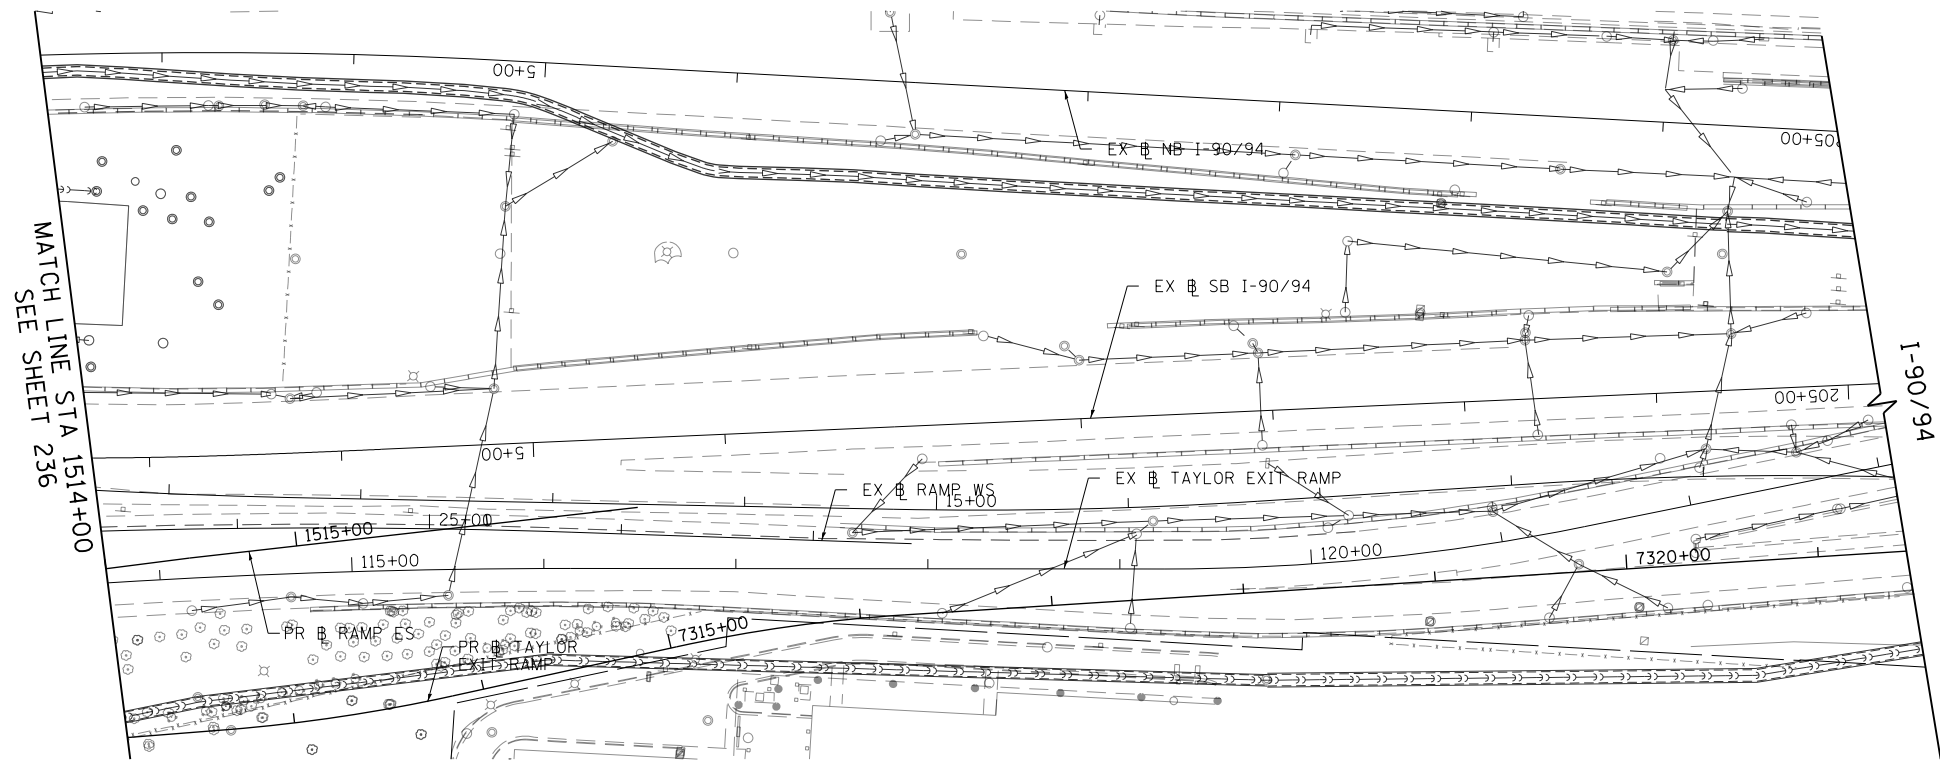 5+00
EX B NB I-90/94
205+00
EX B SB I-90/94
205+00
5+00
MATCH LINE STA 1514+00
SEE SHEET 236
I-90/94
EX B RAMP WS
15+00
EX B TAYLOR EXIT RAMP
25+00
1515+00
115+00
120+00
7320+00
PR B RAMP ES
7315+00
PR B TAYLOR
EXIT RAMP